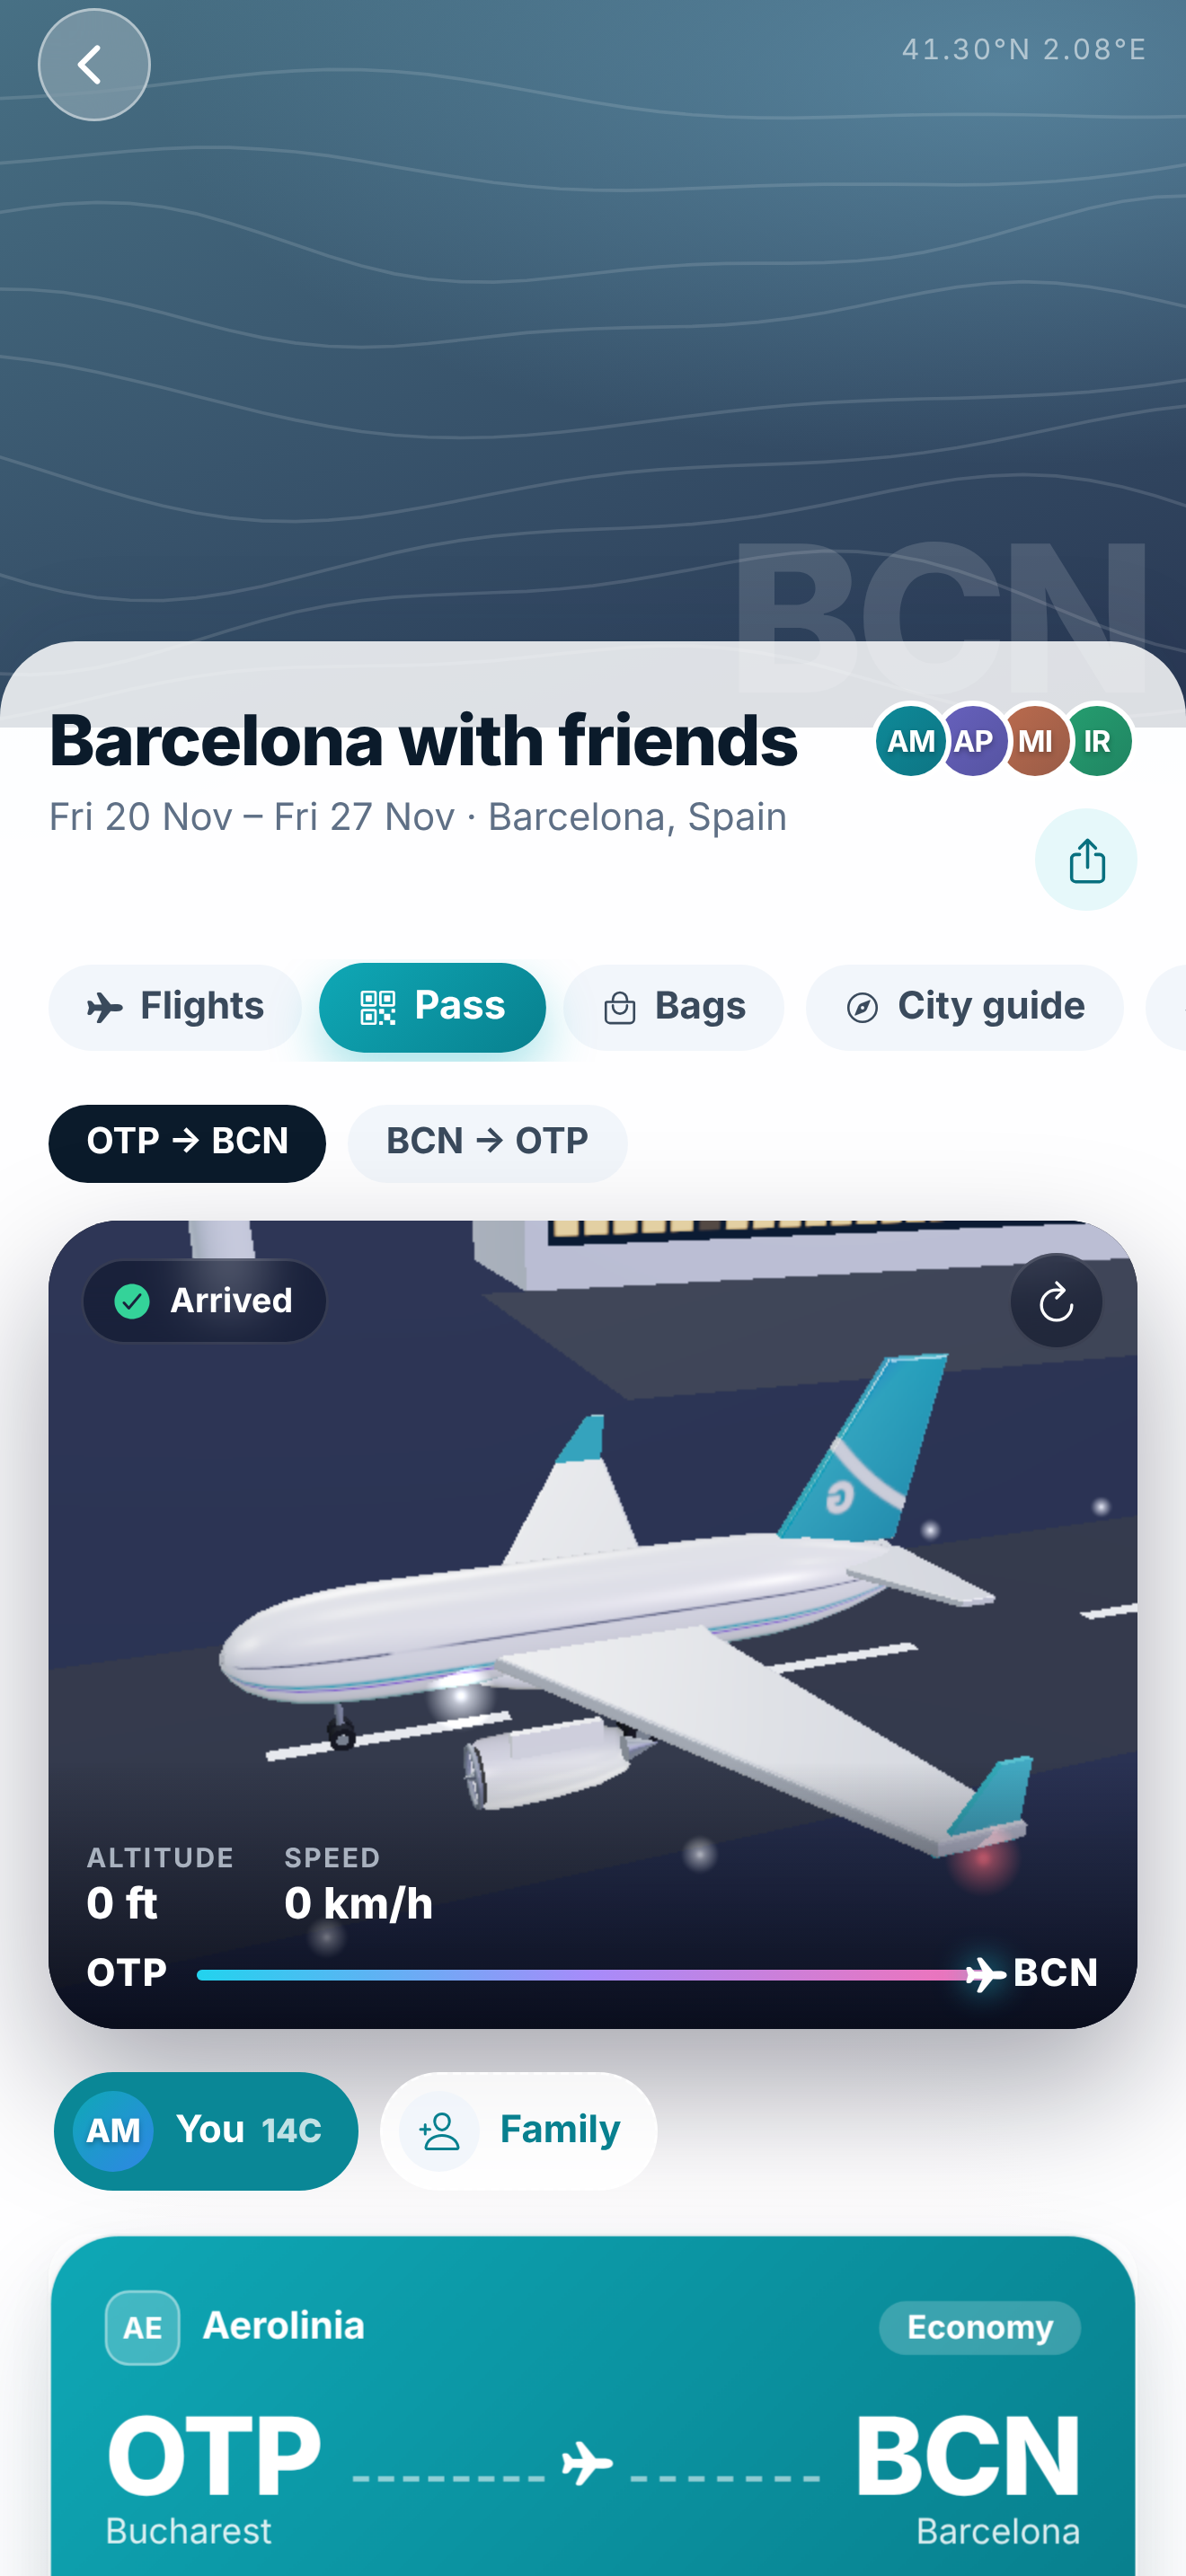 41.30°N 2.08°E
BCN
Barcelona with friends
AM AP MI IR
Fri 20 Nov – Fri 27 Nov · Barcelona, Spain
Flights Pass Bags City guide
OTP → BCN BCN → OTP
Arrived
ALTITUDE SPEED
0 ft 0 km/h
OTP BCN
AM You 14C Family
AE Aerolinia Economy
OTP BCN
Bucharest Barcelona